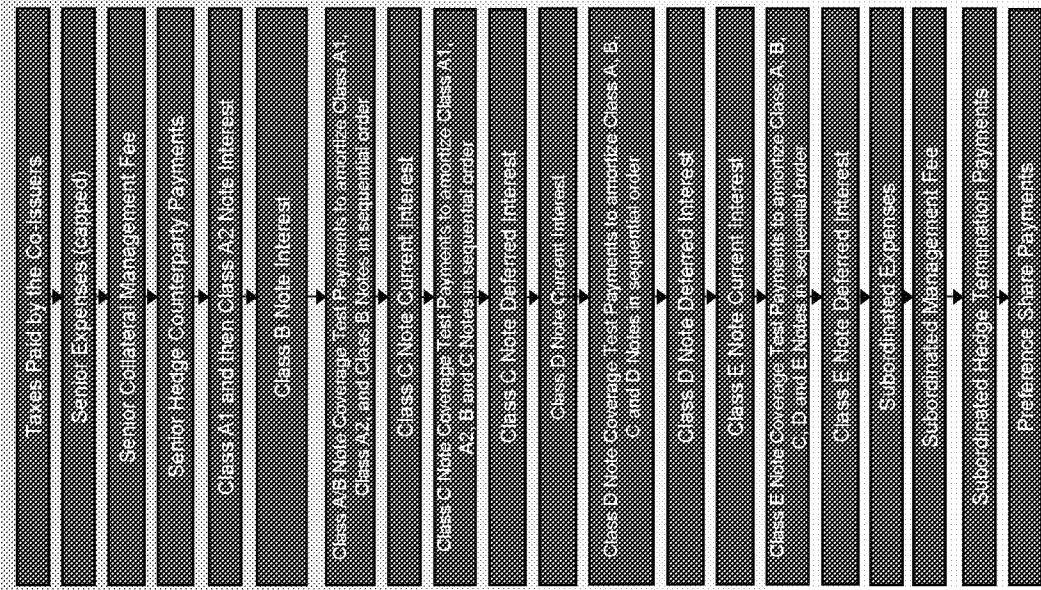 Taxes Paid by the Co-Issuers
Senior Expenses (capped)
Senior Collateral Management Fee
Senior Hedge Counterparty Payments
Class A1 and then Class A2 Note Interest
Class B Note Interest
Class A/B Note Coverage Test Payments to amortize Class A1,
Class A2, and Class B Notes in sequential order
Class C Note Current Interest
Class C Note Coverage Test Payments to amortize Class A1,
A2, B and C Notes in sequential order
Class C Note Deferred Interest
Class D Note Current Interest
Class D Note Coverage Test Payments to amortize Class A, B,
C and D Notes in sequential order
Class D Note Deferred Interest
Class E Note Current Interest
Class E Note Coverage Test Payments to amortize Class A, B,
C, D and E Notes in sequential order
Class E Note Deferred Interest
Subordinated Expenses
Subordinated Management Fee
Subordinated Hedge Termination Payments
Preference Share Payments